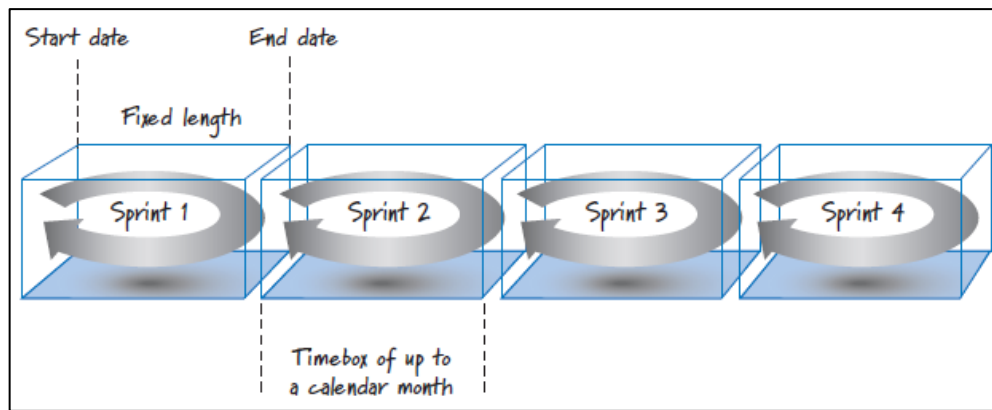 Start date
End date
Fixed length
Sprint 1
Sprint 2
Sprint 3
Sprint 4
Timebox of up to
a calendar month